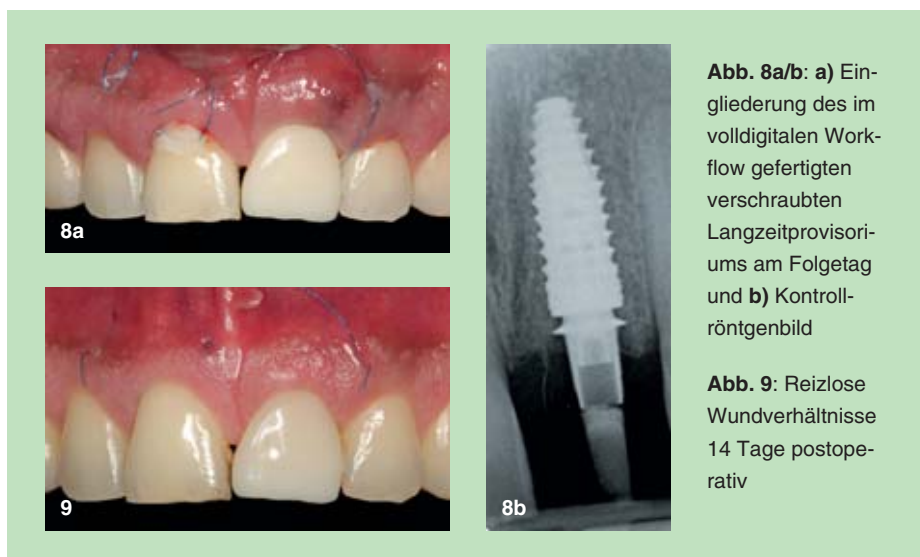 8a
9
8b
Abb. 8a/b: a) Ein-
gliederung des im
volldigitalen Work-
flow gefertigten
verschraubten
Langzeitprovisori-
ums am Folgetag
und b) Kontroll-
röntgenbild
Abb. 9: Reizlose
Wundverhältnisse
14 Tage postope-
rativ